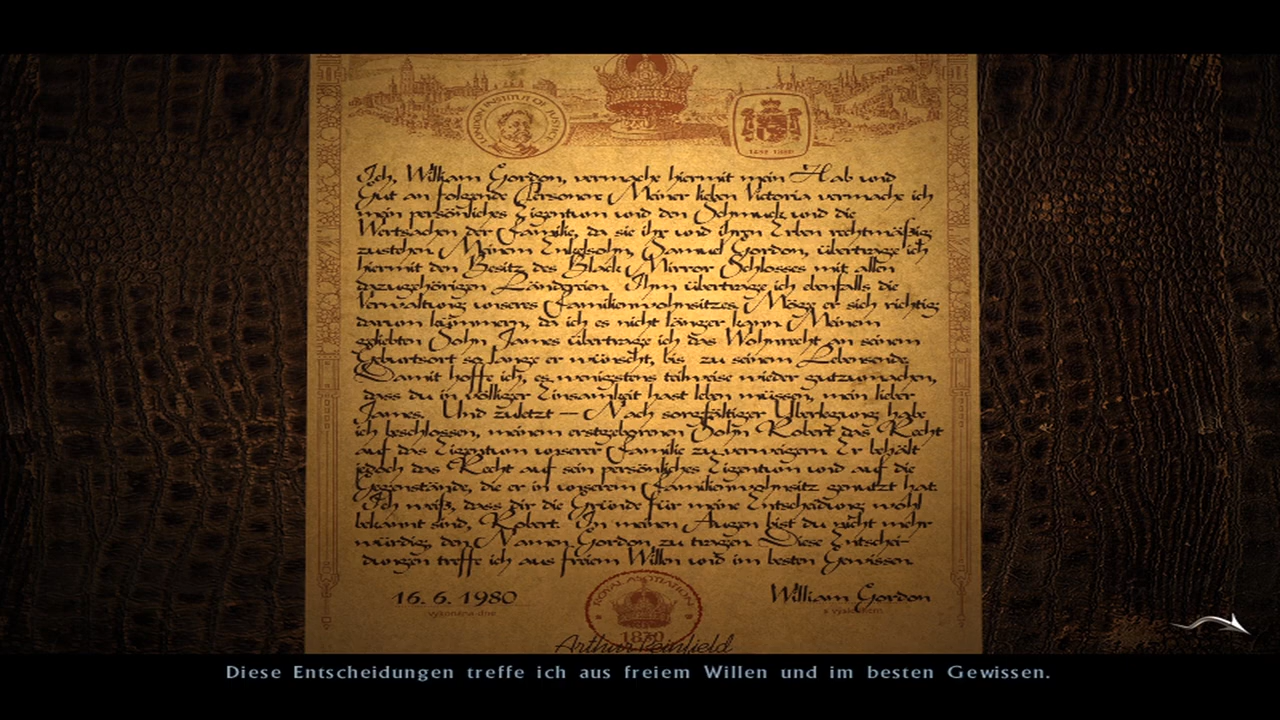 LONDON INSTITUT OF JUSTICE
1252 1880
Ich, William Gordon, vermache hiermit mein Hab und
Gut an folgende Personen: Meiner lieben Victoria vermache ich
mein persönliches Eigentum und den Schmuck und die
Wertsachen der Familie, da sie ihr und ihren Erben rechtmäßig
zustehen. Meinem Enkelsohn, Samuel Gordon, übertrage ich
hiermit den Besitz des Black Mirror Schlosses mit allen
dazugehörigen Ländereien. Ihm übertrage ich ebenfalls die
Verwaltung unseres Familienwohnsitzes. Möge er sich richtig
darum kümmern, da ich es nicht länger kann. Meinem
geliebten Sohn James übertrage ich das Wohnrecht an seinem
Geburtsort so lange er wünscht, bis zu seinem Lebensende.
Damit hoffe ich, es wenigstens teilweise wieder gutzumachen,
dass du in völliger Einsamkeit hast leben müssen, mein lieber
James. Und zuletzt - Nach sorgfältiger Überlegung habe
ich beschlossen, meinem erstgeborenen Sohn Robert das Recht
auf das Eigentum unserer Familie zu verweigern. Er behält
jedoch das Recht auf sein persönliches Eigentum und auf die
Gegenstände, die er in unserem Familienwohnsitz genutzt hat.
Ich weiß, dass dir die Gründe für meine Entscheidung wohl
bekannt sind, Robert. In meinen Augen bist du nicht mehr
würdig, den Namen Gordon zu tragen. Diese Entschei-
dungen treffe ich aus freiem Willen und im besten Gewissen.
16. 6. 1980
William Gordon
ROYAL ASOTIATION
1830
Arthur Peinfield
Diese Entscheidungen treffe ich aus freiem Willen und im besten Gewissen.